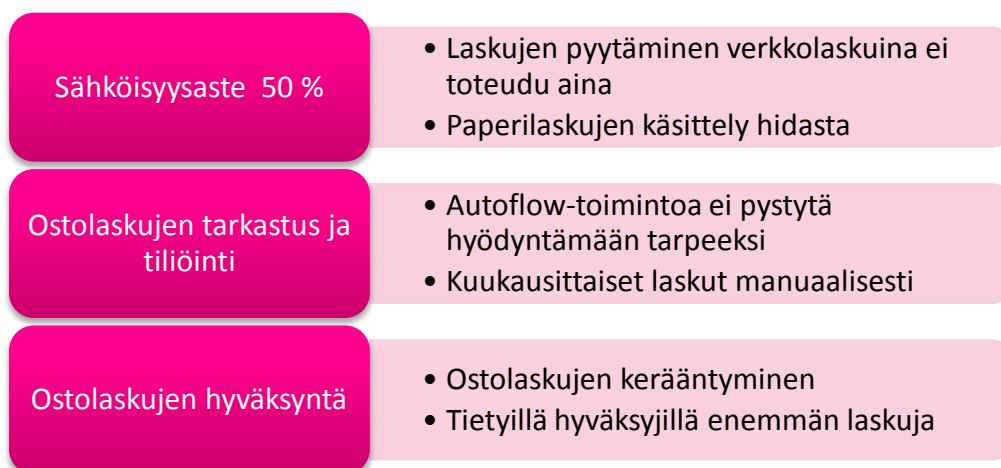 Sähköisyysaste  50 %
• Laskujen pyytäminen verkkolaskuina ei
toteudu aina
• Paperilaskujen käsittely hidasta
Ostolaskujen tarkastus ja
tiliöinti
• Autoflow-toimintoa ei pystytä
hyödyntämään tarpeeksi
• Kuukausittaiset laskut manuaalisesti
Ostolaskujen hyväksyntä
• Ostolaskujen kerääntyminen
• Tietyillä hyväksyjillä enemmän laskuja